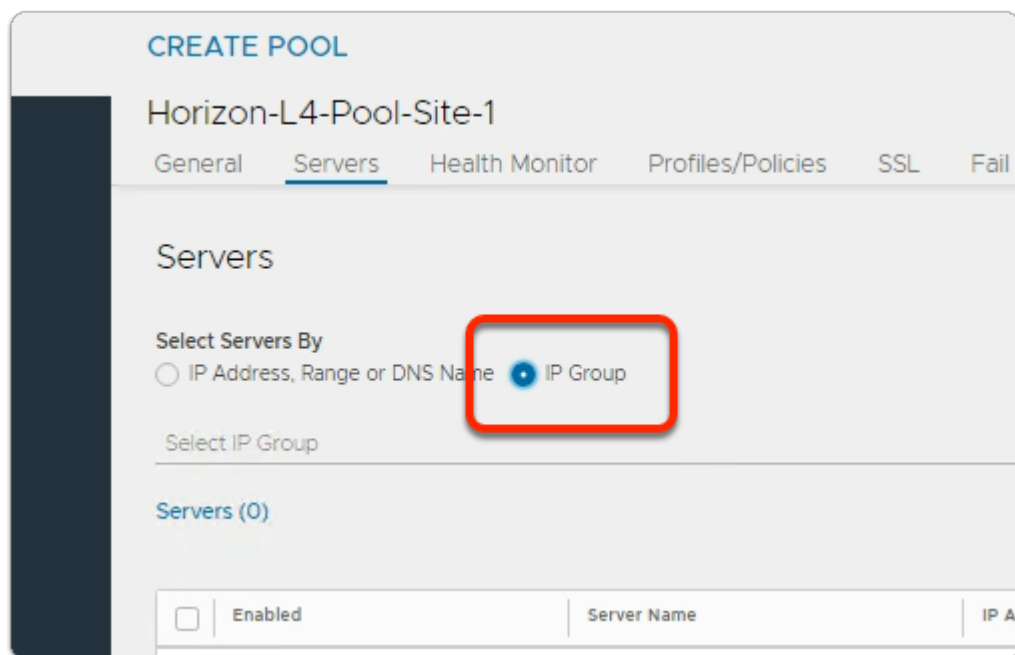 CREATE POOL
Horizon-L4-Pool-Site-1
General Servers Health Monitor Profiles/Policies SSL Fail
Servers
Select Servers By
IP Address, Range or DNS Name IP Group
Select IP Group
Servers (0)
Enabled Server Name IP A